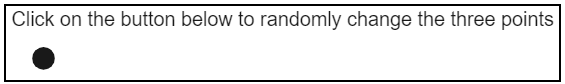 Click on the button below to randomly change the three points